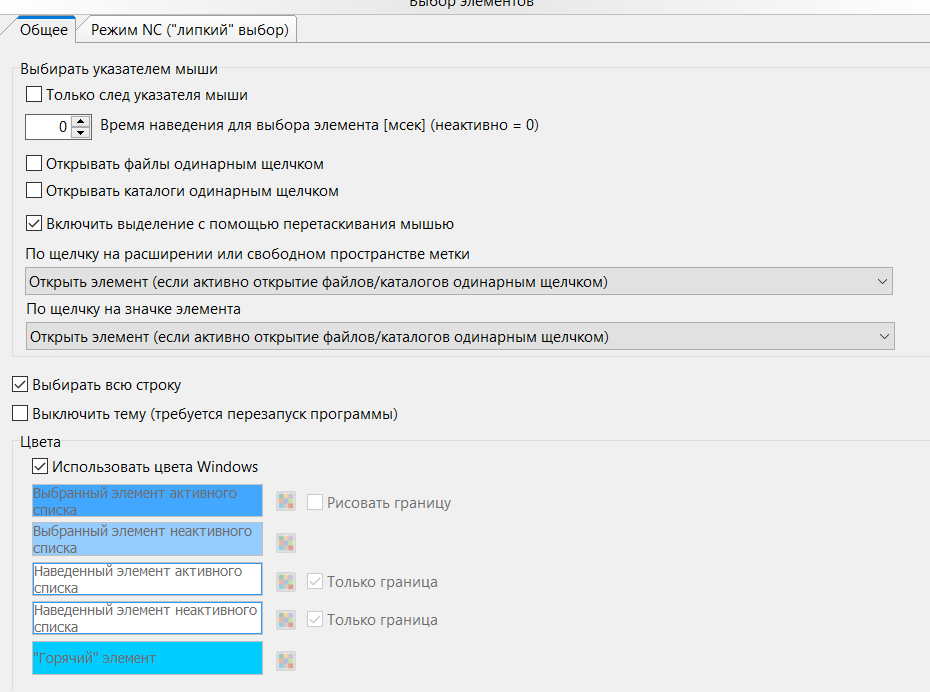 Выбор элементов
Общее
Режим NC ("липкий" выбор)
Выбирать указателем мыши
Только след указателя мыши
0
Время наведения для выбора элемента [мсек] (неактивно = 0)
Открывать файлы одинарным щелчком
Открывать каталоги одинарным щелчком
Включить выделение с помощью перетаскивания мышью
По щелчку на расширении или свободном пространстве метки
Открыть элемент (если активно открытие файлов/каталогов одинарным щелчком)
По щелчку на значке элемента
Открыть элемент (если активно открытие файлов/каталогов одинарным щелчком)
Выбирать всю строку
Выключить тему (требуется перезапуск программы)
Цвета
Использовать цвета Windows
Выбранный элемент активного
списка
Рисовать границу
Выбранный элемент неактивного
списка
Наведенный элемент активного
списка
Только граница
Наведенный элемент неактивного
списка
Только граница
"Горячий" элемент